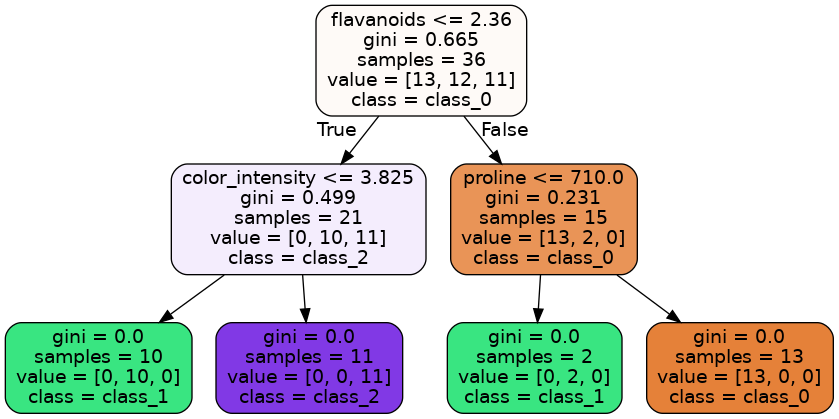 flavanoids <= 2.36
gini = 0.665
samples = 36
value = [13, 12, 11]
class = class_0
True
False
color_intensity <= 3.825
gini = 0.499
samples = 21
value = [0, 10, 11]
class = class_2
proline <= 710.0
gini = 0.231
samples = 15
value = [13, 2, 0]
class = class_0
gini = 0.0
samples = 10
value = [0, 10, 0]
class = class_1
gini = 0.0
samples = 11
value = [0, 0, 11]
class = class_2
gini = 0.0
samples = 2
value = [0, 2, 0]
class = class_1
gini = 0.0
samples = 13
value = [13, 0, 0]
class = class_0